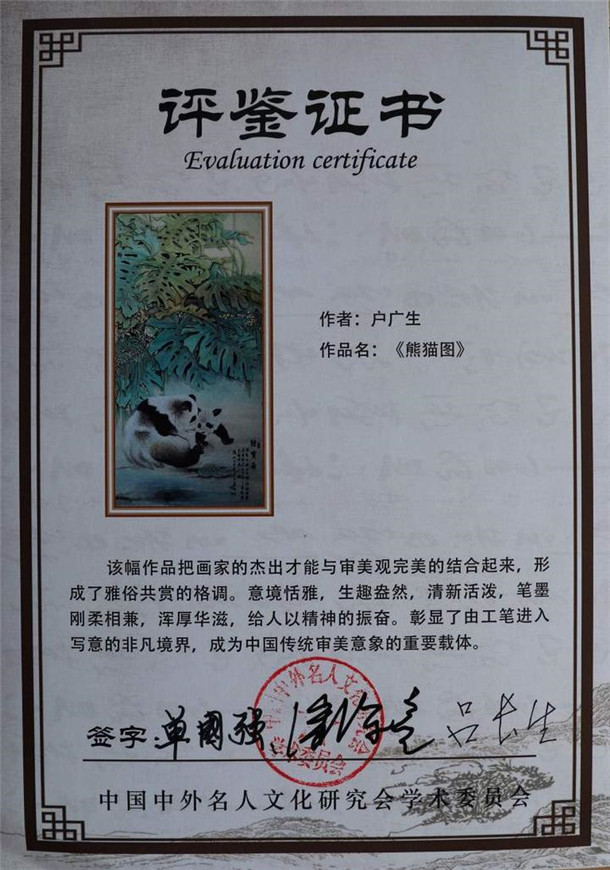 评鉴证书
Evaluation certificate
作者：户广生
作品名：《熊猫图》
该幅作品把画家的杰出才能与审美观完美的结合起来，形
成了雅俗共赏的格调。意境恬雅，生趣盎然，清新活泼，笔墨
刚柔相兼，浑厚华滋，给人以精神的振奋。彰显了由工笔进入
写意的非凡境界，成为中国传统审美意象的重要载体。
签字 单国强 吕长生
中国中外名人文化研究会学术委员会